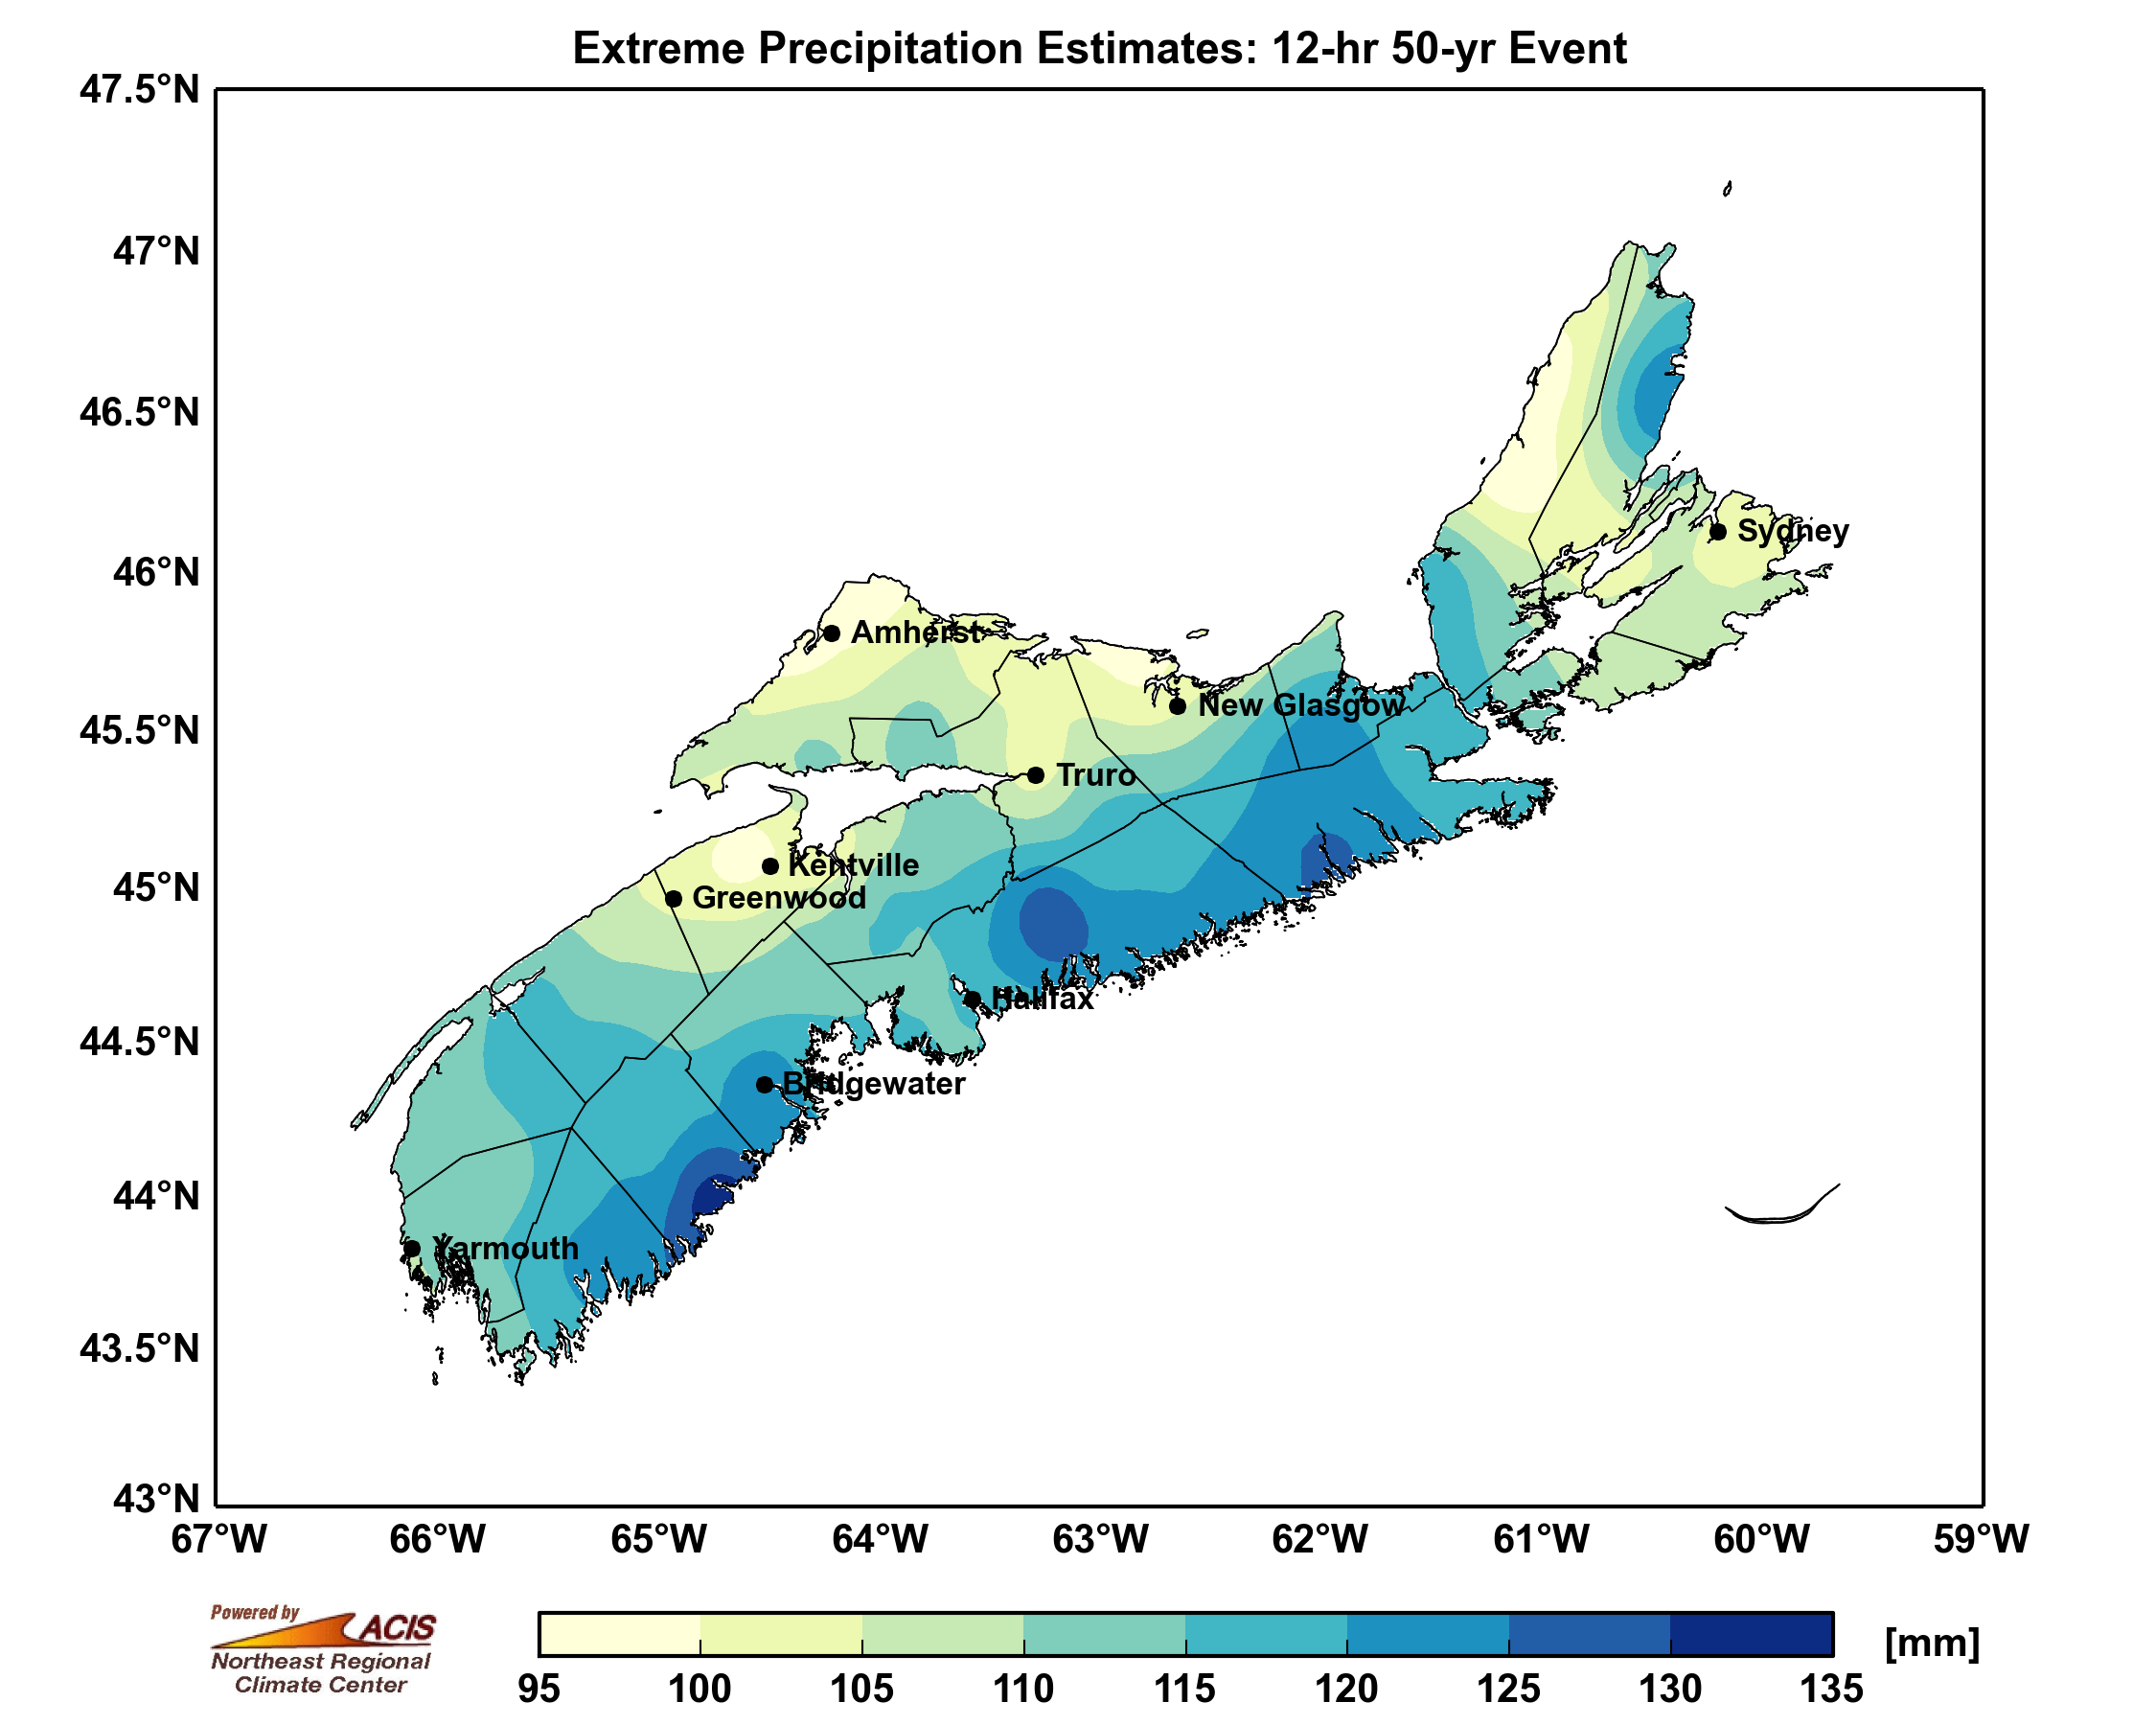 Extreme Precipitation Estimates: 12-hr 50-yr Event
47.5°N
47°N
46.5°N
46°N
45.5°N
45°N
44.5°N
44°N
43.5°N
43°N
Sydney
Amherst
New Glasgow
Truro
Kentville
Greenwood
Halifax
Bridgewater
Yarmouth
67°W 66°W 65°W 64°W 63°W 62°W 61°W 60°W 59°W
Powered by
ACIS
Northeast Regional
Climate Center
[mm]
95 100 105 110 115 120 125 130 135